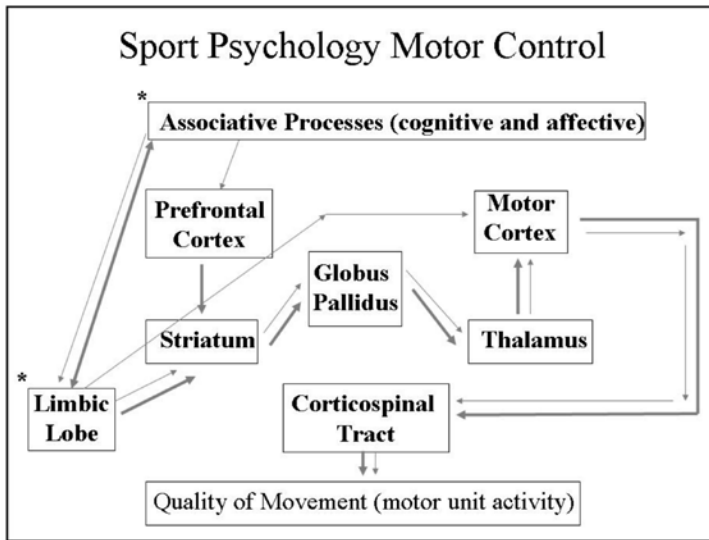 Sport Psychology Motor Control
*
Associative Processes (cognitive and affective)
Prefrontal
Cortex
Motor
Cortex
Globus
Pallidus
Striatum
Thalamus
*
Limbic
Lobe
Corticospinal
Tract
Quality of Movement (motor unit activity)